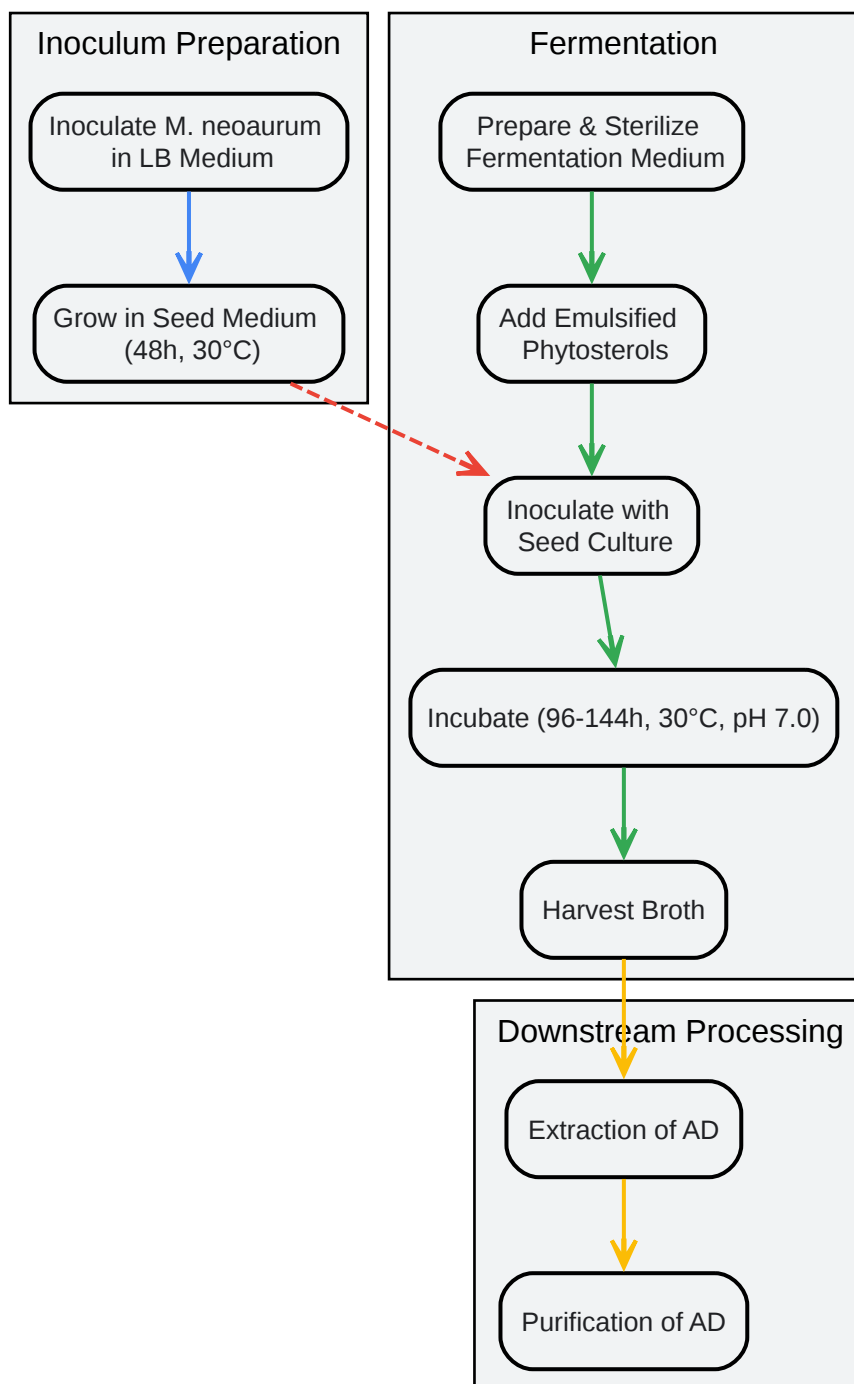 Inoculum Preparation
Inoculate M. neoaurum
in LB Medium
Grow in Seed Medium
(48h, 30°C)
Fermentation
Prepare & Sterilize
Fermentation Medium
Add Emulsified
Phytosterols
Inoculate with
Seed Culture
Incubate (96-144h, 30°C, pH 7.0)
Harvest Broth
Downstream Processing
Extraction of AD
Purification of AD